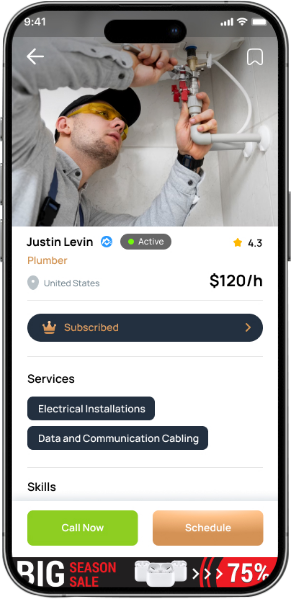 9:41
Justin Levin
Active
4.3
Plumber
United States
$120/h
Subscribed
Services
Electrical Installations
Data and Communication Cabling
Skills
Call Now
Schedule
BIG SEASON SALE
75%